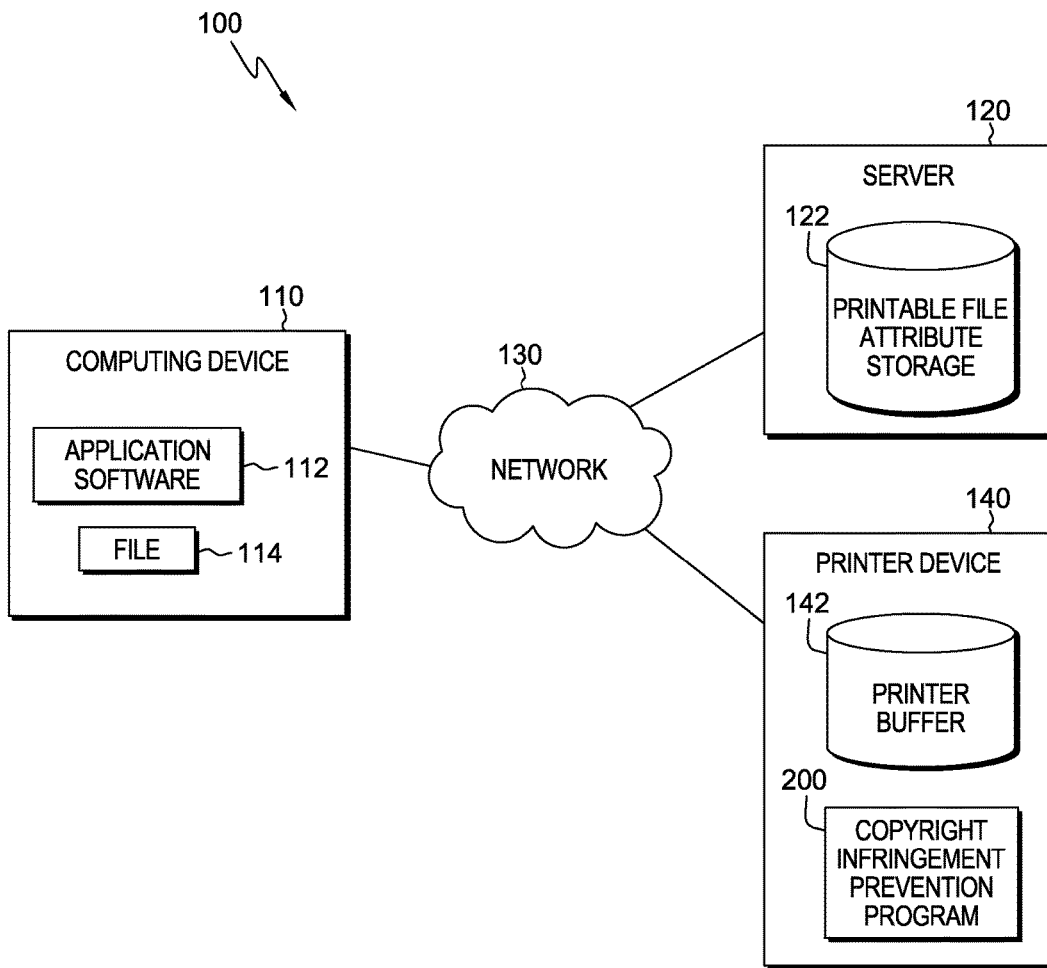 100
120
SERVER
122
PRINTABLE FILE
ATTRIBUTE
STORAGE
110
COMPUTING DEVICE
APPLICATION
SOFTWARE
112
FILE
114
130
NETWORK
140
PRINTER DEVICE
142
PRINTER
BUFFER
200
COPYRIGHT
INFRINGEMENT
PREVENTION
PROGRAM